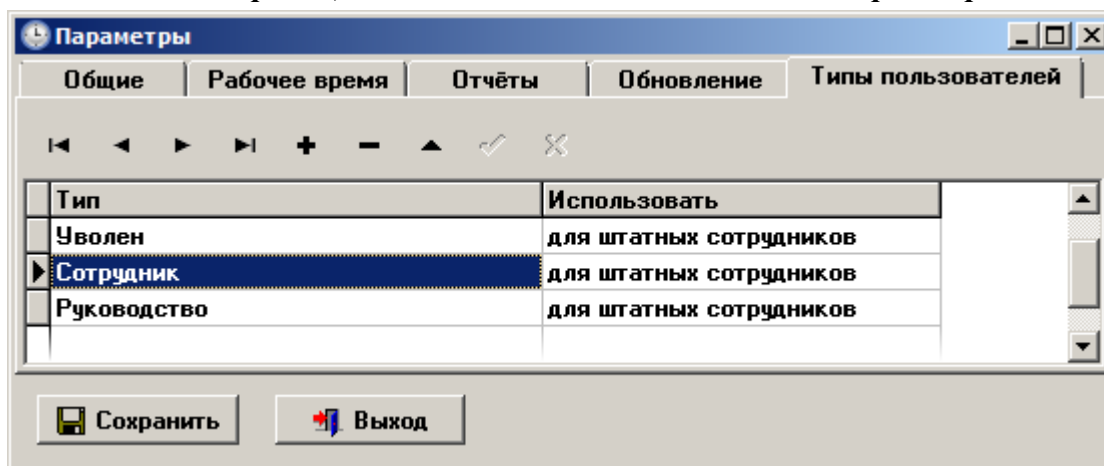 Параметры
Общие Рабочее время Отчёты Обновление Типы пользователей
Тип Использовать
Уволен для штатных сотрудников
Сотрудник для штатных сотрудников
Руководство для штатных сотрудников
Сохранить Выход